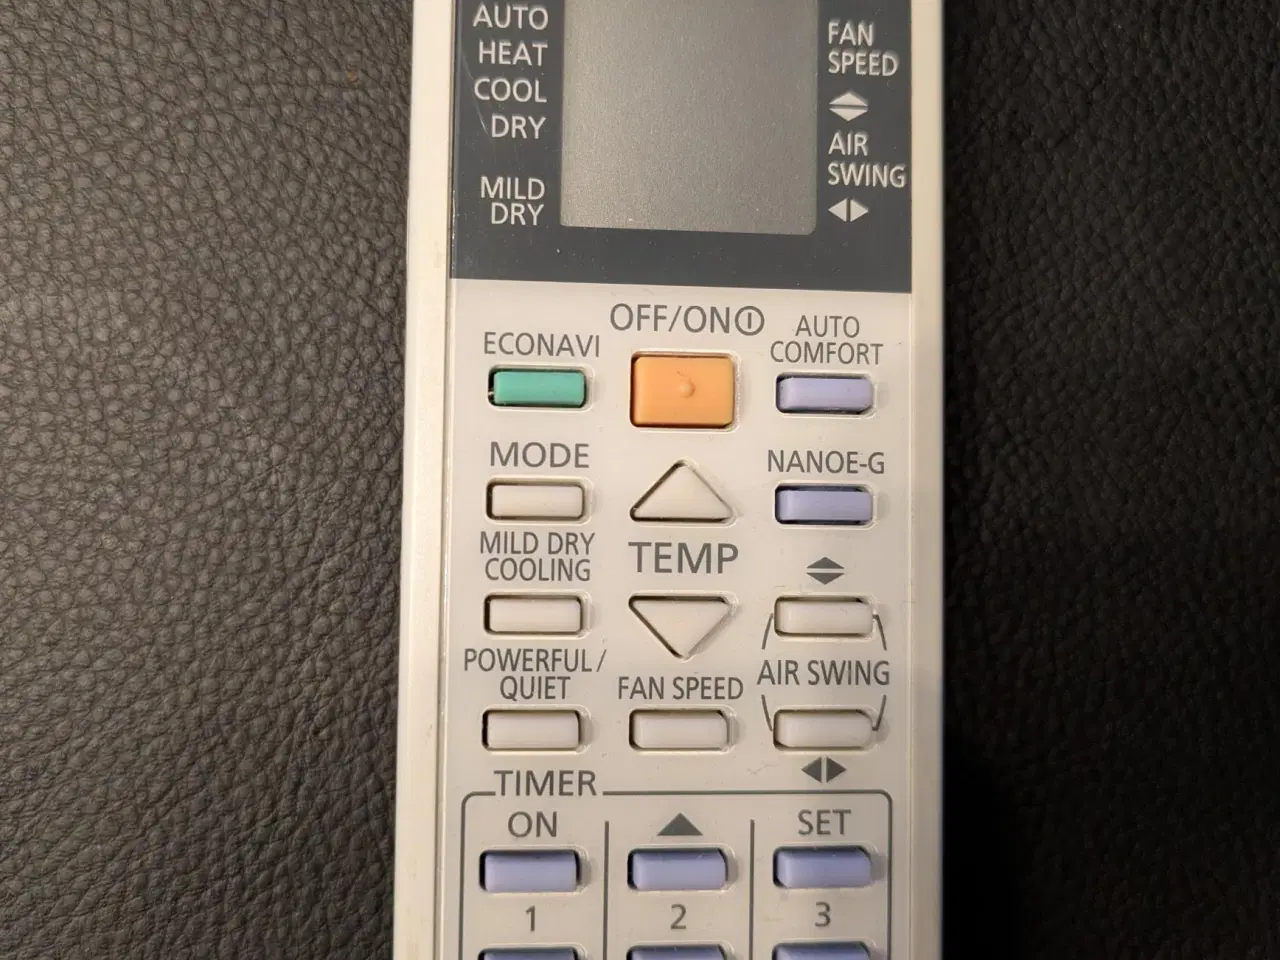 AUTO
HEAT
COOL
DRY
MILD
DRY
FAN
SPEED
AIR
SWING
OFF/ON
ECONAVI
AUTO
COMFORT
MODE
NANOE-G
MILD DRY
COOLING
TEMP
POWERFUL/
QUIET
FAN SPEED
AIR SWING
TIMER
ON
SET
1
2
3